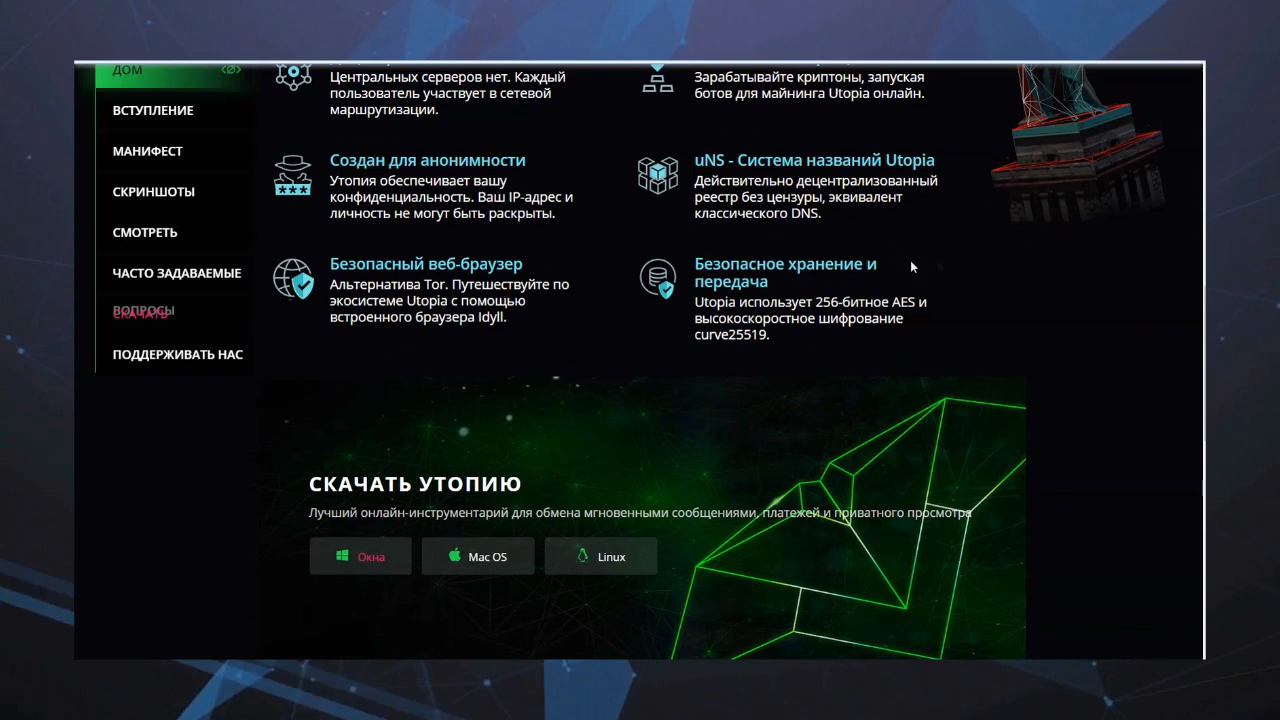 ДОМ
ВСТУПЛЕНИЕ
МАНИФЕСТ
СКРИНШОТЫ
СМОТРЕТЬ
ЧАСТО ЗАДАВАЕМЫЕ
ВОПРОСЫ
СКАЧАТЬ
ПОДДЕРЖИВАТЬ НАС
Центральных серверов нет. Каждый
пользователь участвует в сетевой
маршрутизации.
Зарабатывайте криптоны, запуская
ботов для майнинга Utopia онлайн.
Создан для анонимности
Утопия обеспечивает вашу
конфиденциальность. Ваш IP-адрес и
личность не могут быть раскрыты.
uNS - Система названий Utopia
Действительно децентрализованный
реестр без цензуры, эквивалент
классического DNS.
Безопасный веб-браузер
Альтернатива Tor. Путешествуйте по
экосистеме Utopia с помощью
встроенного браузера Idyll.
Безопасное хранение и
передача
Utopia использует 256-битное AES и
высокоскоростное шифрование
curve25519.
СКАЧАТЬ УТОПИЮ
Лучший онлайн-инструментарий для обмена мгновенными сообщениями, платежей и приватного просмотра
Окна
Mac OS
Linux